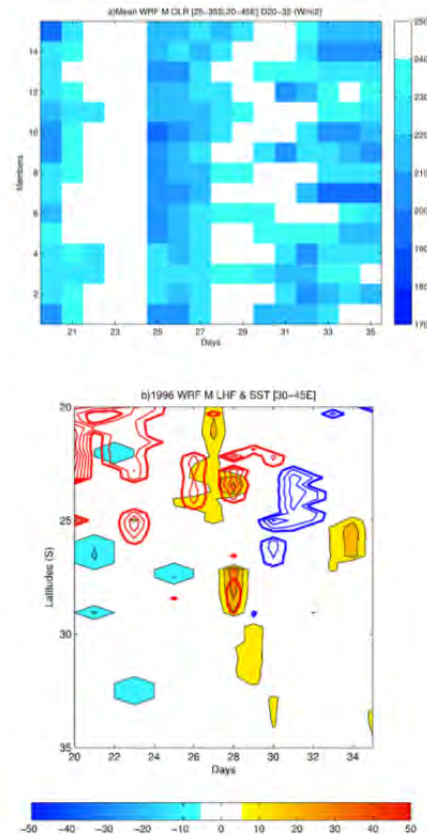 a)Mean WRF M OLR [25−35S;20−45E] D20−35 (W/m2)
250
14
240
12
230
10
220
Members
8
210
6
200
4
190
2
180
170
21 23 25 27 29 31 33 35
Days
b)1996 WRF M LHF & SST [30−45E]
20
25
Latitudes (S)
30
35
20 22 24 26 28 30 32 34
Days
−50 −40 −30 −20 −10 0 10 20 30 40 50